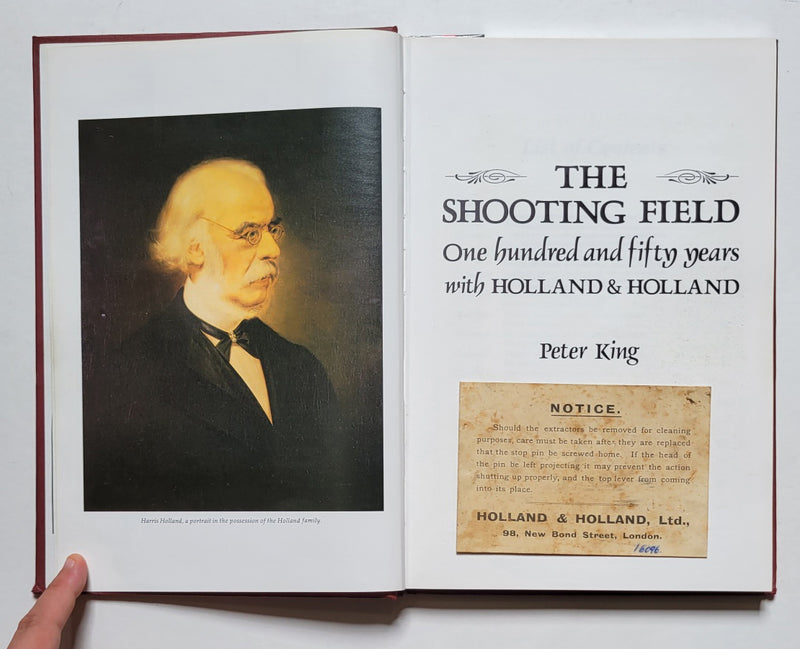 Harris Holland, a portrait in the possession of the Holland family.
THE
SHOOTING FIELD
One hundred and fifty years
with HOLLAND & HOLLAND
Peter King
NOTICE.
Should the extractors be removed for cleaning
purposes, care must be taken after they are replaced
that the stop pin be screwed home. If the head of
the pin be left projecting it may prevent the action
shutting up properly, and the top lever from coming
into its place.
HOLLAND & HOLLAND, Ltd.,
98, New Bond Street, London.
16096